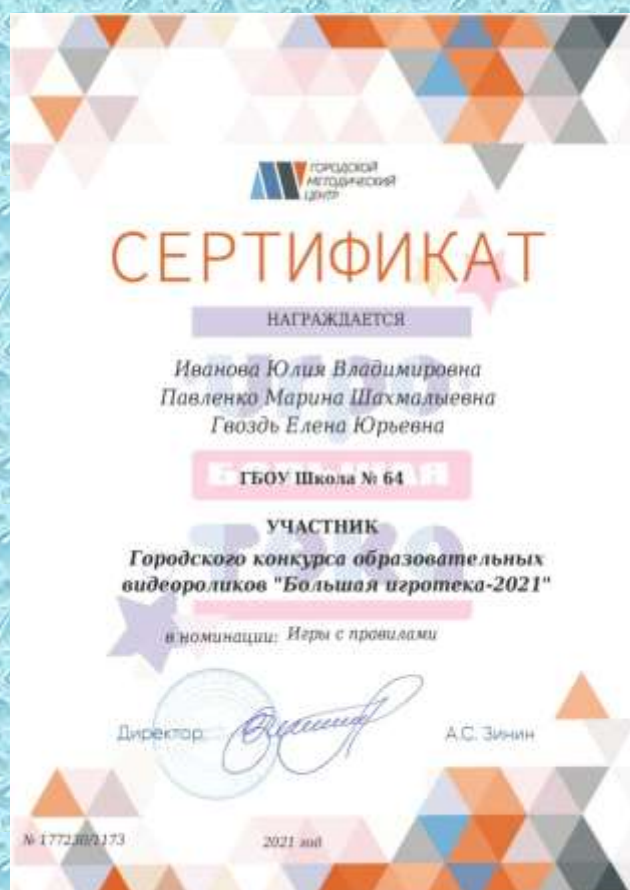 ГОРОДСКОЙ
МЕТОДИЧЕСКИЙ
ЦЕНТР
СЕРТИФИКАТ
НАГРАЖДАЕТСЯ
Иванова Юлия Владимировна
Павленко Марина Шахмалыевна
Гвоздь Елена Юрьевна
ГБОУ Школа № 64
УЧАСТНИК
Городского конкурса образовательных
видеороликов "Большая игротека-2021"
в номинации: Игры с правилами
Директор А.С. Зинин
2021 год